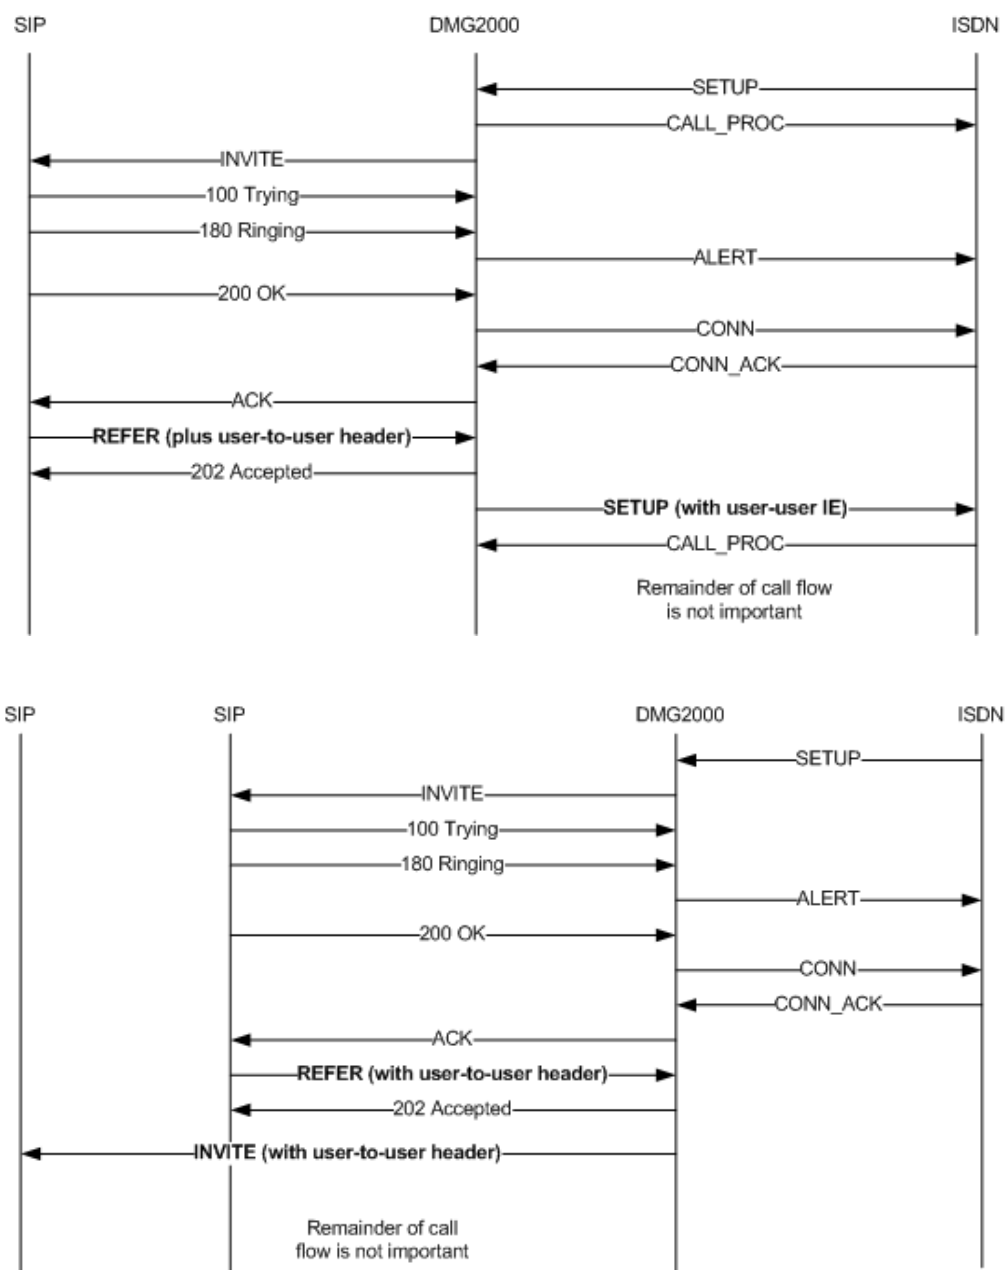 SIP DMG2000 ISDN
SETUP
CALL_PROC
INVITE
100 Trying
180 Ringing
ALERT
200 OK
CONN
CONN_ACK
ACK
REFER (plus user-to-user header)
202 Accepted
SETUP (with user-user IE)
CALL_PROC
Remainder of call flow
is not important
SIP SIP DMG2000 ISDN
SETUP
INVITE
100 Trying
180 Ringing
ALERT
200 OK
CONN
CONN_ACK
ACK
REFER (with user-to-user header)
202 Accepted
INVITE (with user-to-user header)
Remainder of call
flow is not important